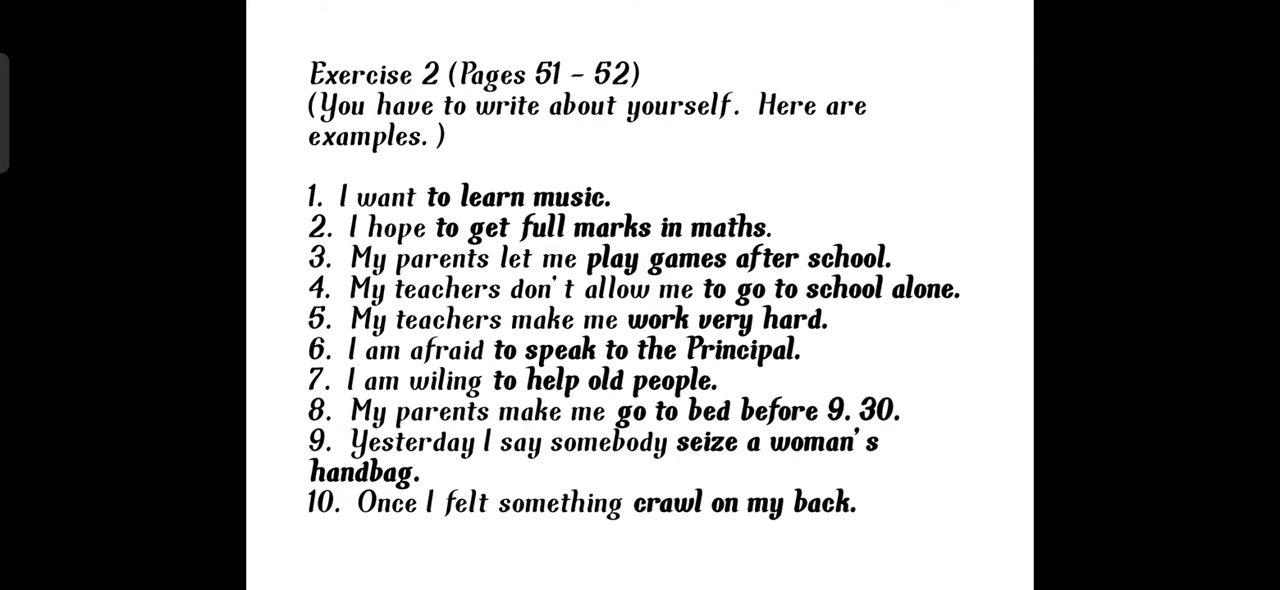 Exercise 2 (Pages 51 - 52)
(You have to write about yourself. Here are
examples. )
1. I want to learn music.
2. I hope to get full marks in maths.
3. My parents let me play games after school.
4. My teachers don't allow me to go to school alone.
5. My teachers make me work very hard.
6. I am afraid to speak to the Principal.
7. I am wiling to help old people.
8. My parents make me go to bed before 9. 30.
9. Yesterday I say somebody seize a woman's
handbag.
10. Once I felt something crawl on my back.